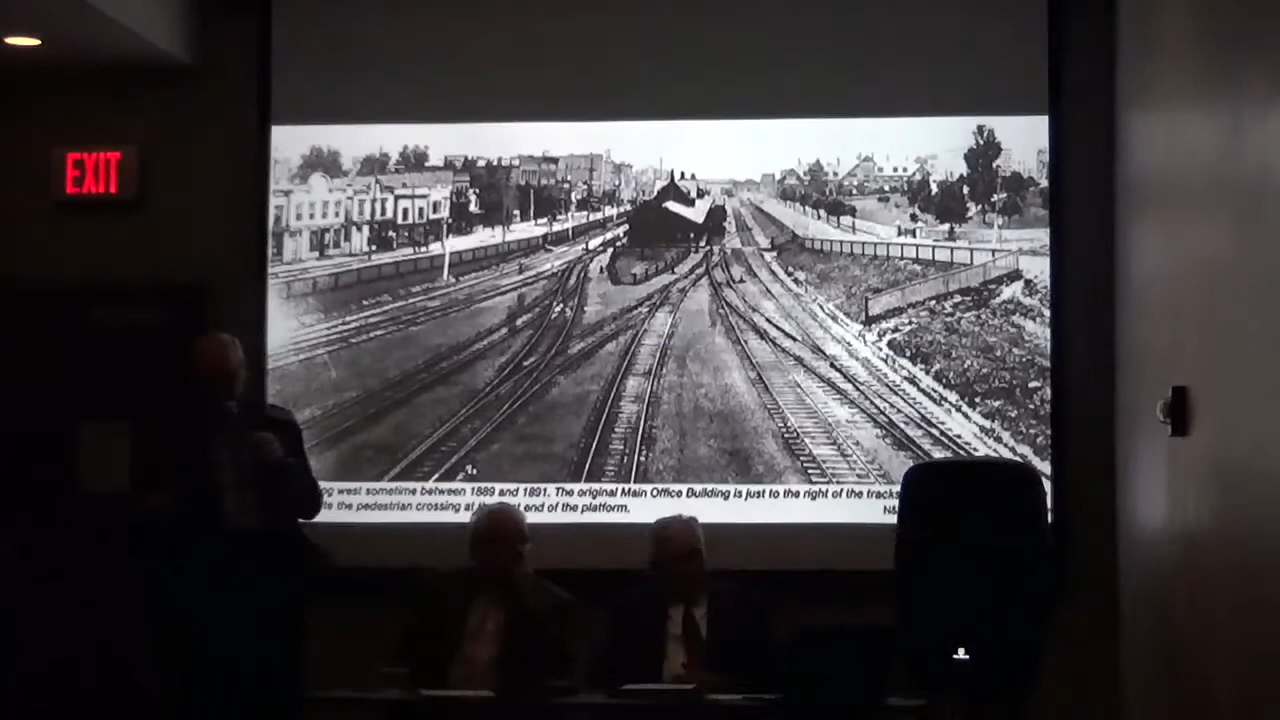 EXIT
west sometime between 1889 and 1891. The original Main Office Building is just to the right of the tracks
the pedestrian crossing at end of the platform.